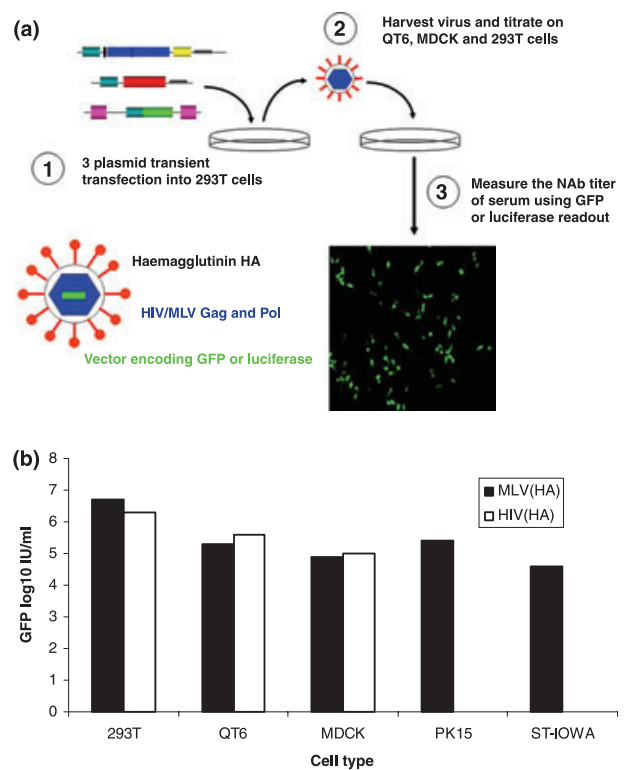 (a)
2
Harvest virus and titrate on
QT6, MDCK and 293T cells
1
3 plasmid transient
transfection into 293T cells
3
Measure the NAb titer
of serum using GFP
or luciferase readout
Haemagglutinin HA
HIV/MLV Gag and Pol
Vector encoding GFP or luciferase
(b)
GFP log10 IU/ml
8
7
6
5
4
3
2
1
0
MLV(HA)
HIV(HA)
293T
QT6
MDCK
PK15
ST-IOWA
Cell type